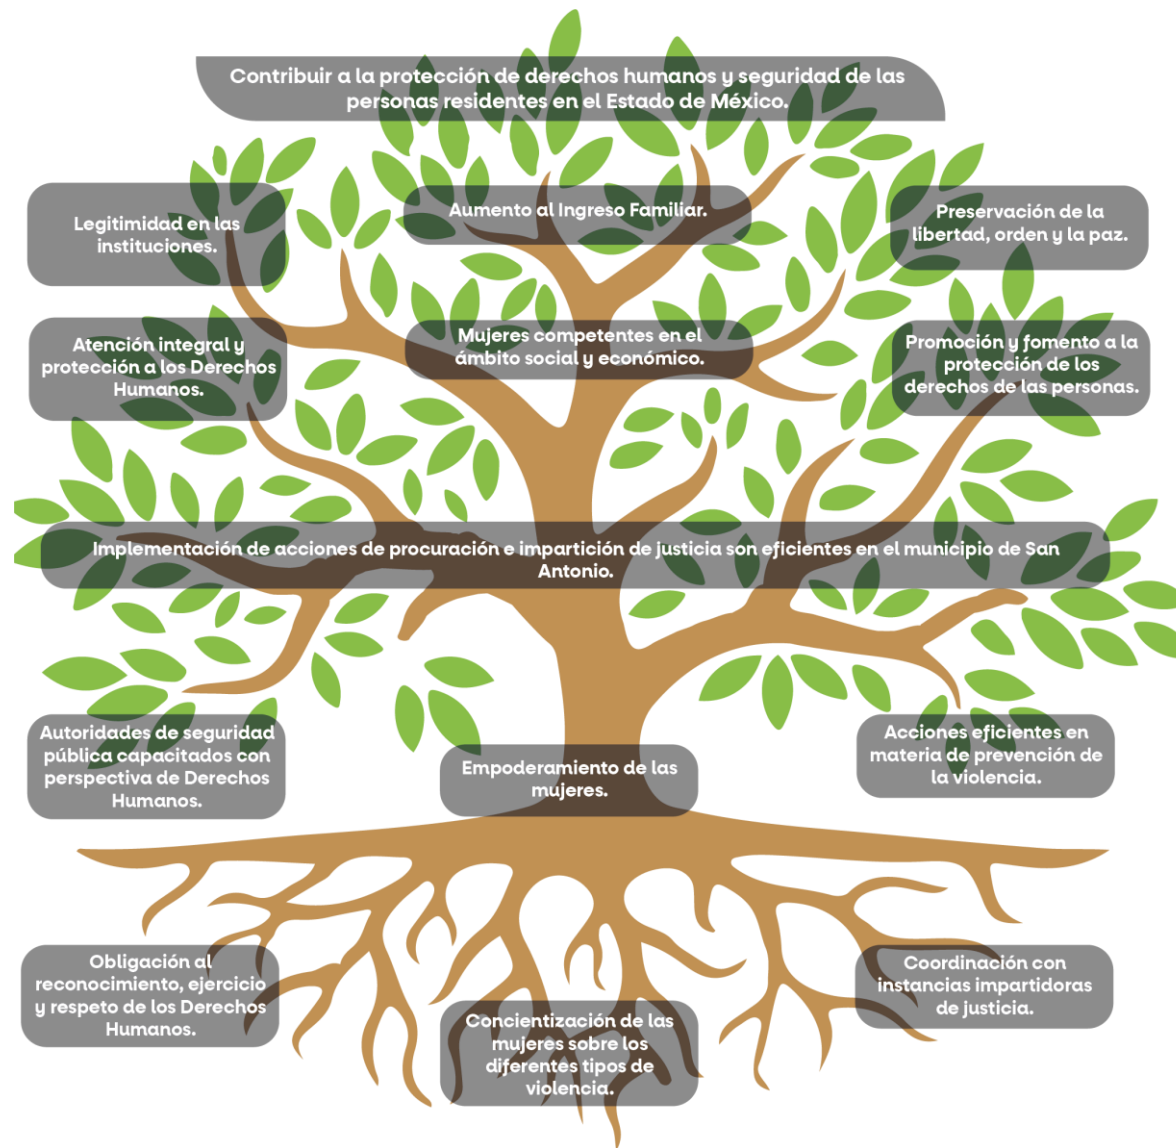 Contribuir a la protección de derechos humanos y seguridad de las
personas residentes en el Estado de México.
Legitimidad en las
instituciones.
Aumento al Ingreso Familiar.
Preservación de la
libertad, orden y la paz.
Atención integral y
protección a los Derechos
Humanos.
Mujeres competentes en el
ámbito social y económico.
Promoción y fomento a la
protección de los
derechos de las personas.
Implementación de acciones de procuración e impartición de justicia son eficientes en el municipio de San
Antonio.
Autoridades de seguridad
pública capacitados con
perspectiva de Derechos
Humanos.
Empoderamiento de las
mujeres.
Acciones eficientes en
materia de prevención de
la violencia.
Obligación al
reconocimiento, ejercicio
y respeto de los Derechos
Humanos.
Concientización de las
mujeres sobre los
diferentes tipos de
violencia.
Coordinación con
instancias impartidoras
de justicia.